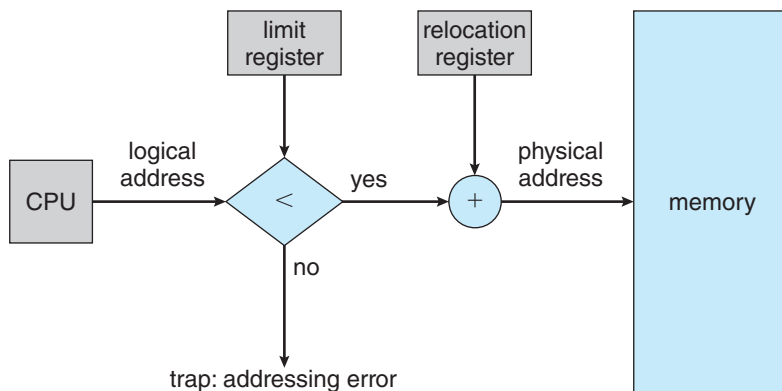 limit
register
relocation
register
logical
address
yes
physical
address
CPU
<
+
memory
no
trap: addressing error